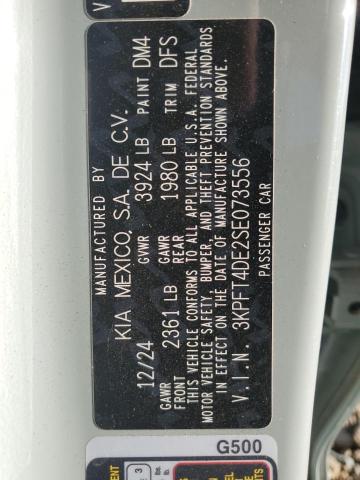 MANUFACTURED BY
KIA MEXICO, S.A. DE C.V.
12/24 GVWR 3924 LB PAINT DM4
GAWR FRONT 2361 LB GAWR REAR 1980 LB TRIM DFS
THIS VEHICLE CONFORMS TO ALL APPLICABLE U.S.A. FEDERAL
MOTOR VEHICLE SAFETY, BUMPER, AND THEFT PREVENTION STANDARDS
IN EFFECT ON THE DATE OF MANUFACTURE SHOWN ABOVE.
V.I.N. 3KPFT4DE2SE073556
PASSENGER CAR
V
G500
3